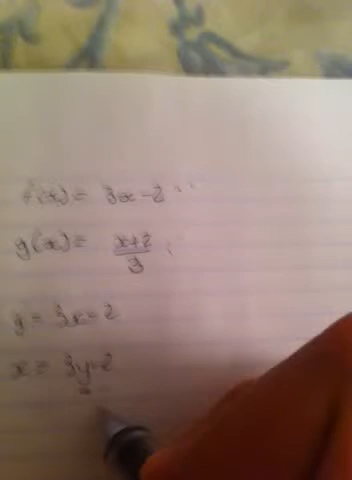 f(x) = 3x-2
g(x) = x+2/3
y = 3x-2
x = 3y-2